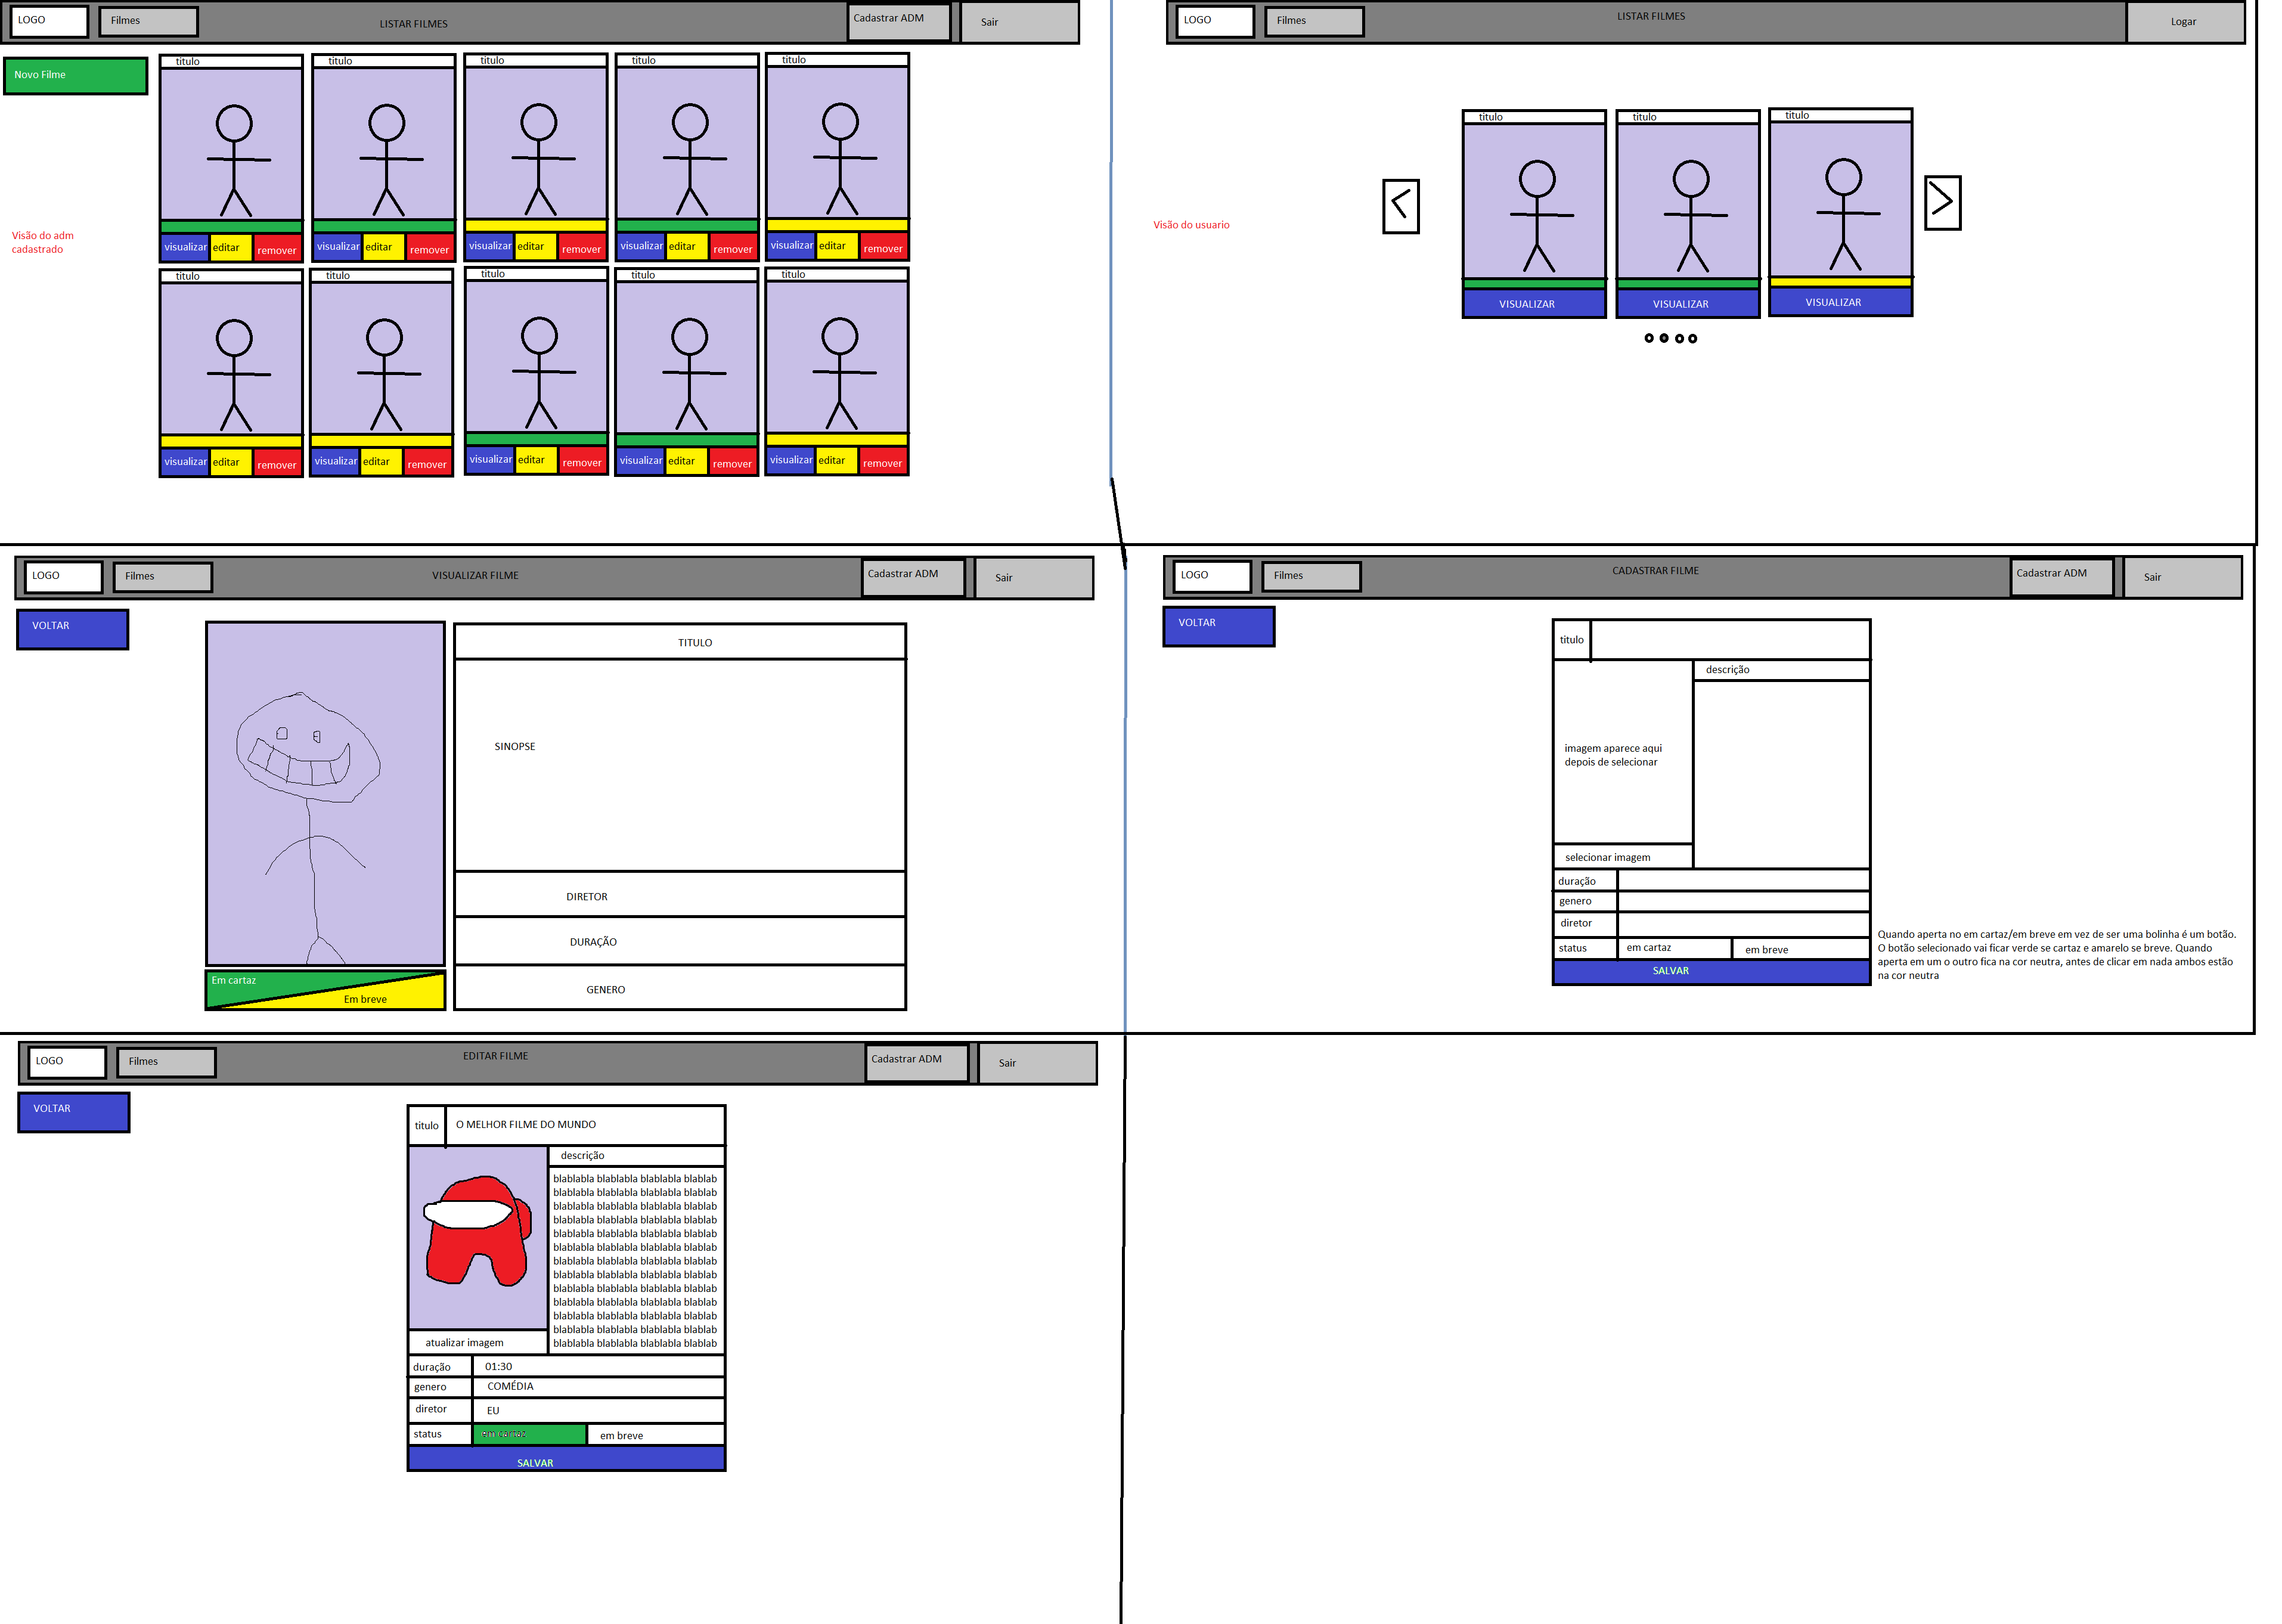 LOGO
Filmes
LISTAR FILMES
Cadastrar ADM
Sair
Novo Filme
titulo
titulo
titulo
titulo
titulo
visualizar editar remover
visualizar editar remover
visualizar editar remover
visualizar editar remover
visualizar editar remover
Visão do adm
cadastrado
titulo
titulo
titulo
titulo
titulo
visualizar editar remover
visualizar editar remover
visualizar editar remover
visualizar editar remover
visualizar editar remover
LOGO
Filmes
LISTAR FILMES
Logar
Visão do usuario
titulo
titulo
titulo
VISUALIZAR
VISUALIZAR
VISUALIZAR
LOGO
Filmes
VISUALIZAR FILME
Cadastrar ADM
Sair
VOLTAR
TITULO
SINOPSE
DIRETOR
DURAÇÃO
GENERO
Em cartaz
Em breve
LOGO
Filmes
CADASTRAR FILME
Cadastrar ADM
Sair
VOLTAR
titulo
descrição
imagem aparece aqui
depois de selecionar
selecionar imagem
duração
genero
diretor
status
em cartaz
em breve
SALVAR
Quando aperta no em cartaz/em breve em vez de ser uma bolinha é um botão.
O botão selecionado vai ficar verde se cartaz e amarelo se breve. Quando
aperta em um o outro fica na cor neutra, antes de clicar em nada ambos estão
na cor neutra
LOGO
Filmes
EDITAR FILME
Cadastrar ADM
Sair
VOLTAR
titulo
O MELHOR FILME DO MUNDO
descrição
blablabla blablabla blablabla blablab
blablabla blablabla blablabla blablab
blablabla blablabla blablabla blablab
blablabla blablabla blablabla blablab
blablabla blablabla blablabla blablab
blablabla blablabla blablabla blablab
blablabla blablabla blablabla blablab
blablabla blablabla blablabla blablab
blablabla blablabla blablabla blablab
blablabla blablabla blablabla blablab
blablabla blablabla blablabla blablab
blablabla blablabla blablabla blablab
blablabla blablabla blablabla blablab
atualizar imagem
duração
01:30
genero
COMÉDIA
diretor
EU
status
em cartaz
em breve
SALVAR